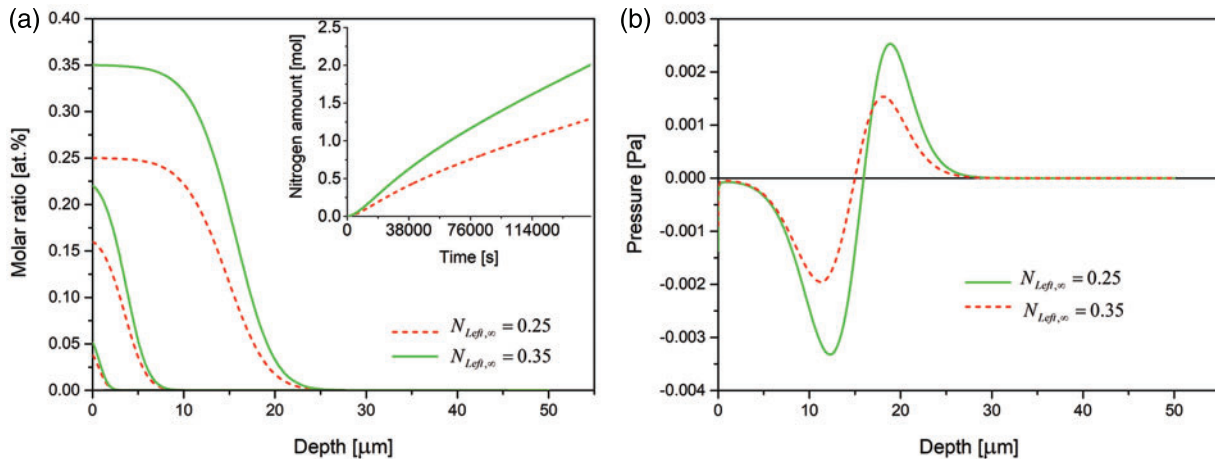 (a)
0.40
0.35
0.30
0.25
0.20
0.15
0.10
0.05
0.00
Molar ratio [at.%]
0 10 20 30 40 50
Depth [μm]
Nitrogen amount [mol]
2.5
2.0
1.5
1.0
0.5
0.0
0 38000 76000 114000
Time [s]
N_{Left,∞} = 0.25
N_{Left,∞} = 0.35
(b)
0.003
0.002
0.001
0.000
-0.001
-0.002
-0.003
-0.004
Pressure [Pa]
0 10 20 30 40 50
Depth [μm]
N_{Left,∞} = 0.25
N_{Left,∞} = 0.35